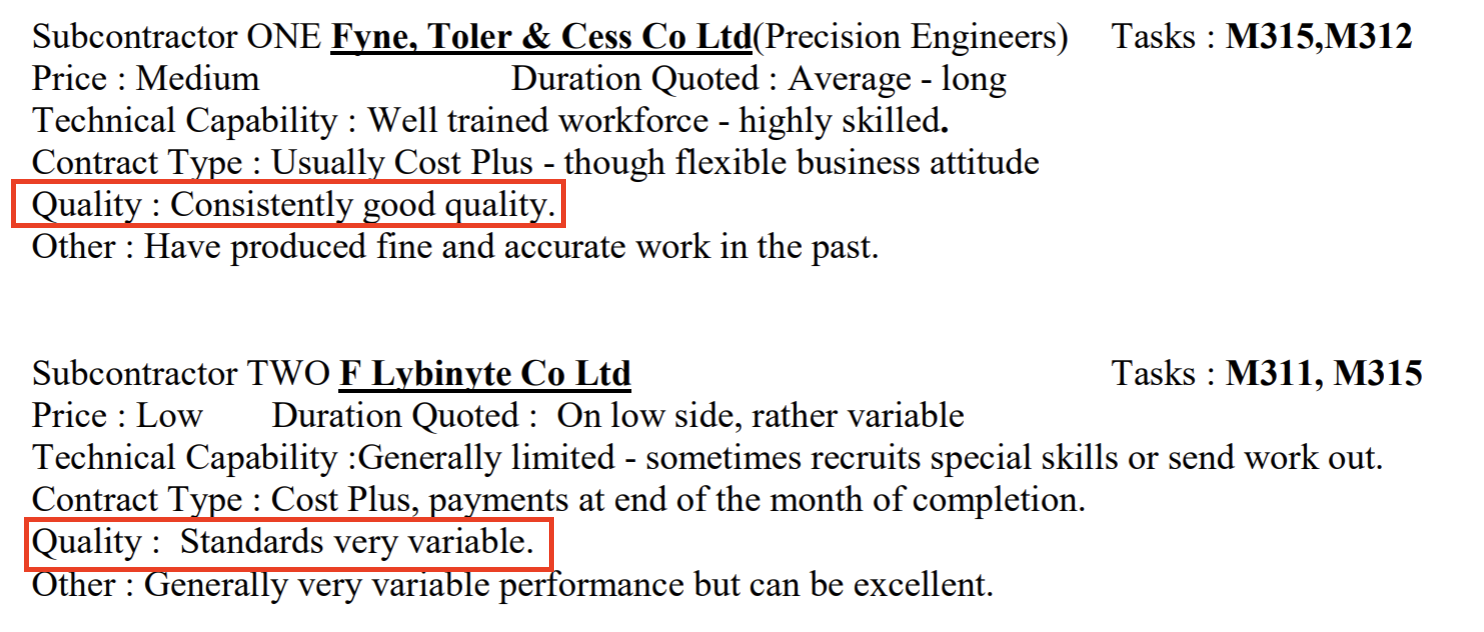 Subcontractor ONE Fyne, Toler & Cess Co Ltd(Precision Engineers) Tasks : M315,M312
Price : Medium Duration Quoted : Average - long
Technical Capability : Well trained workforce - highly skilled.
Contract Type : Usually Cost Plus - though flexible business attitude
Quality : Consistently good quality.
Other : Have produced fine and accurate work in the past.
Subcontractor TWO F Lybinyte Co Ltd Tasks : M311, M315
Price : Low Duration Quoted : On low side, rather variable
Technical Capability :Generally limited - sometimes recruits special skills or send work out.
Contract Type : Cost Plus, payments at end of the month of completion.
Quality : Standards very variable.
Other : Generally very variable performance but can be excellent.